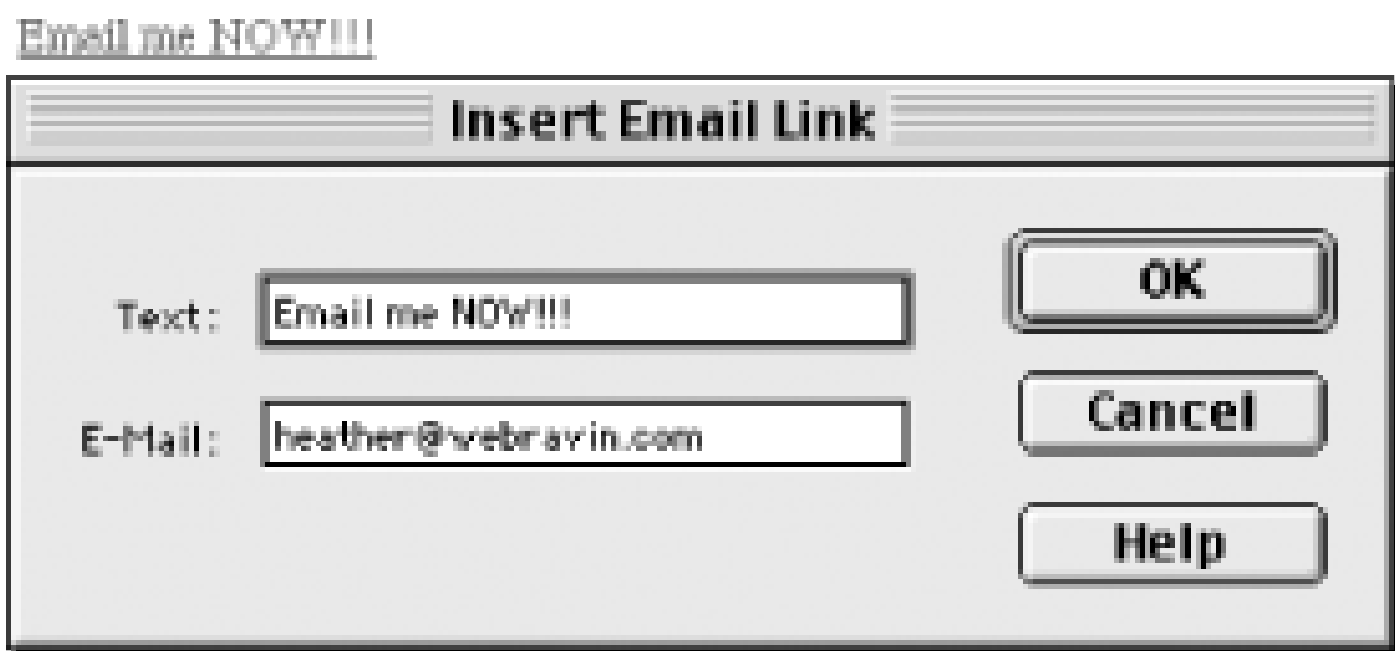 Email me NOW!!!
Insert Email Link
Text: Email me NOW!!!
OK
E-Mail: heather@webravin.com
Cancel
Help